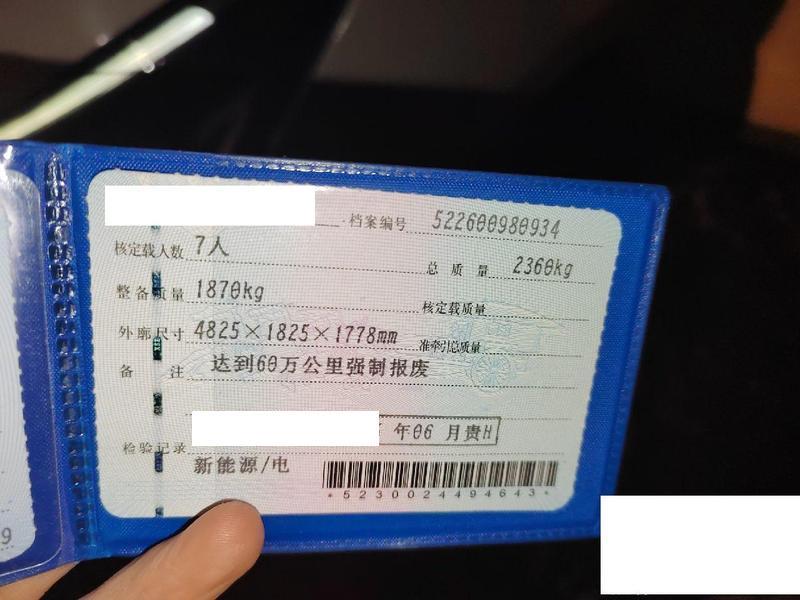 档案编号 522600980934
核定载人数 7人 总质量 2360kg
整备质量 1870kg 核定载质量
外廓尺寸 4825×1825×1778mm 准牵引总质量
备注 达到60万公里强制报废
年06月贵H
检验记录
新能源/电
*5230024494643*
9